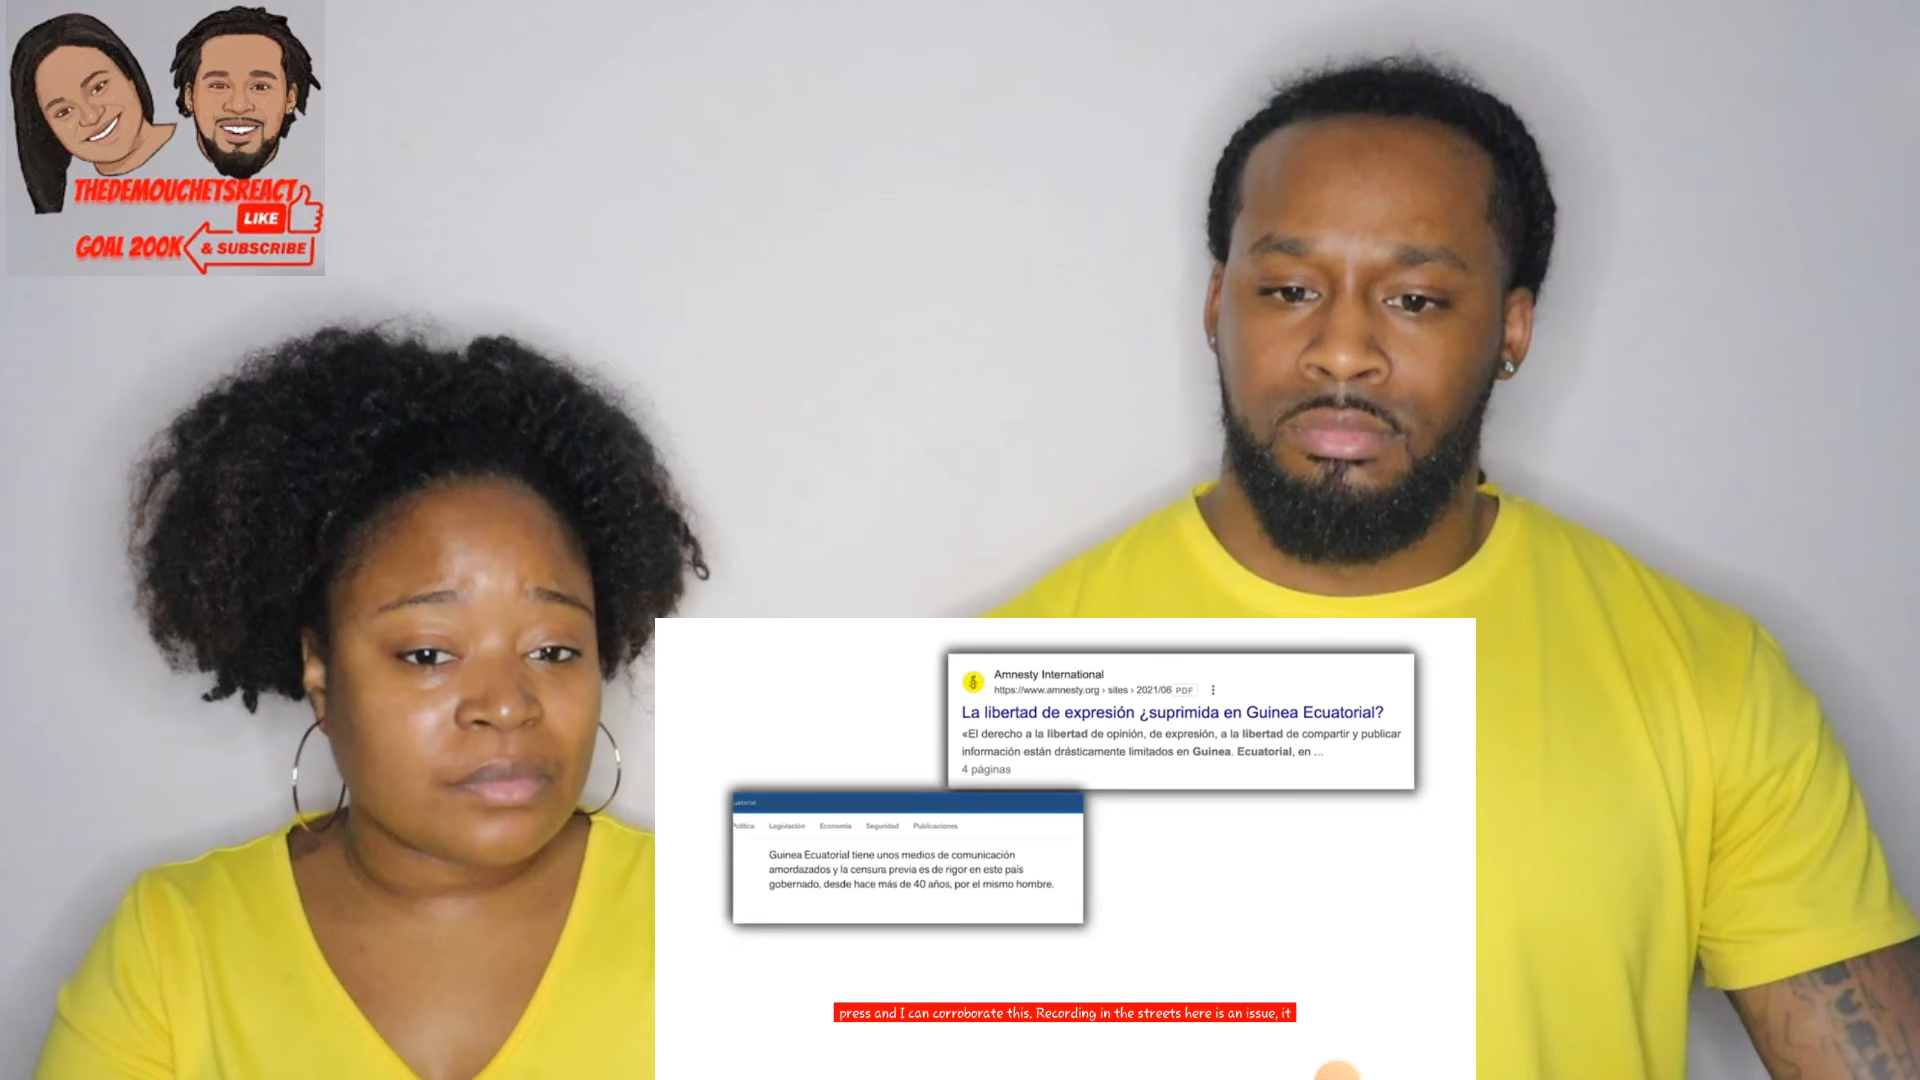 THEDEMOUCHETSREACT
LIKE
GOAL 200K
& SUBSCRIBE
Amnesty International
https://www.amnesty.org › sites › 2021/06 PDF
La libertad de expresión ¿suprimida en Guinea Ecuatorial?
«El derecho a la libertad de opinión, de expresión, a la libertad de compartir y publicar
información están drásticamente limitados en Guinea. Ecuatorial, en ...
4 páginas
uatorial
Política Legislación Economía Seguridad Publicaciones
Guinea Ecuatorial tiene unos medios de comunicación
amordazados y la censura previa es de rigor en este país
gobernado, desde hace más de 40 años, por el mismo hombre.
press and I can corroborate this. Recording in the streets here is an issue, it